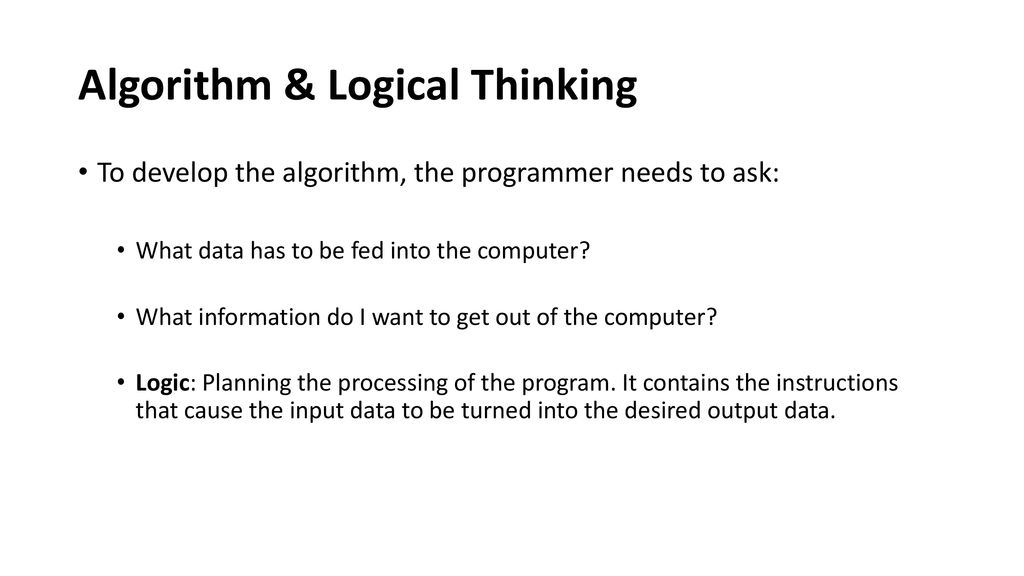 Algorithm & Logical Thinking
• To develop the algorithm, the programmer needs to ask:
• What data has to be fed into the computer?
• What information do I want to get out of the computer?
• Logic: Planning the processing of the program. It contains the instructions
that cause the input data to be turned into the desired output data.